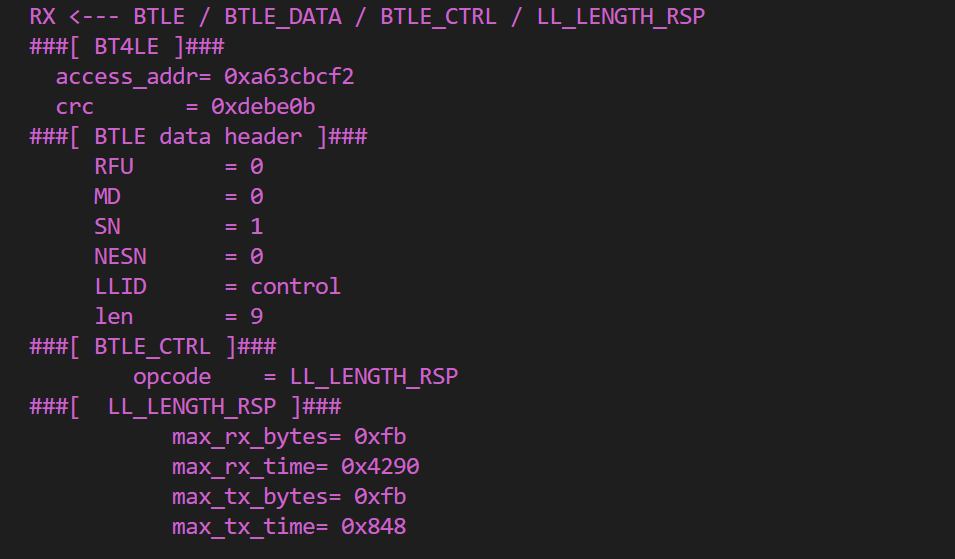 RX <--- BTLE / BTLE_DATA / BTLE_CTRL / LL_LENGTH_RSP
###[ BT4LE ]###
  access_addr= 0xa63cbcf2
  crc       = 0xdebe0b
###[ BTLE data header ]###
     RFU       = 0
     MD        = 0
     SN        = 1
     NESN      = 0
     LLID      = control
     len       = 9
###[ BTLE_CTRL ]###
        opcode    = LL_LENGTH_RSP
###[  LL_LENGTH_RSP ]###
           max_rx_bytes= 0xfb
           max_rx_time= 0x4290
           max_tx_bytes= 0xfb
           max_tx_time= 0x848